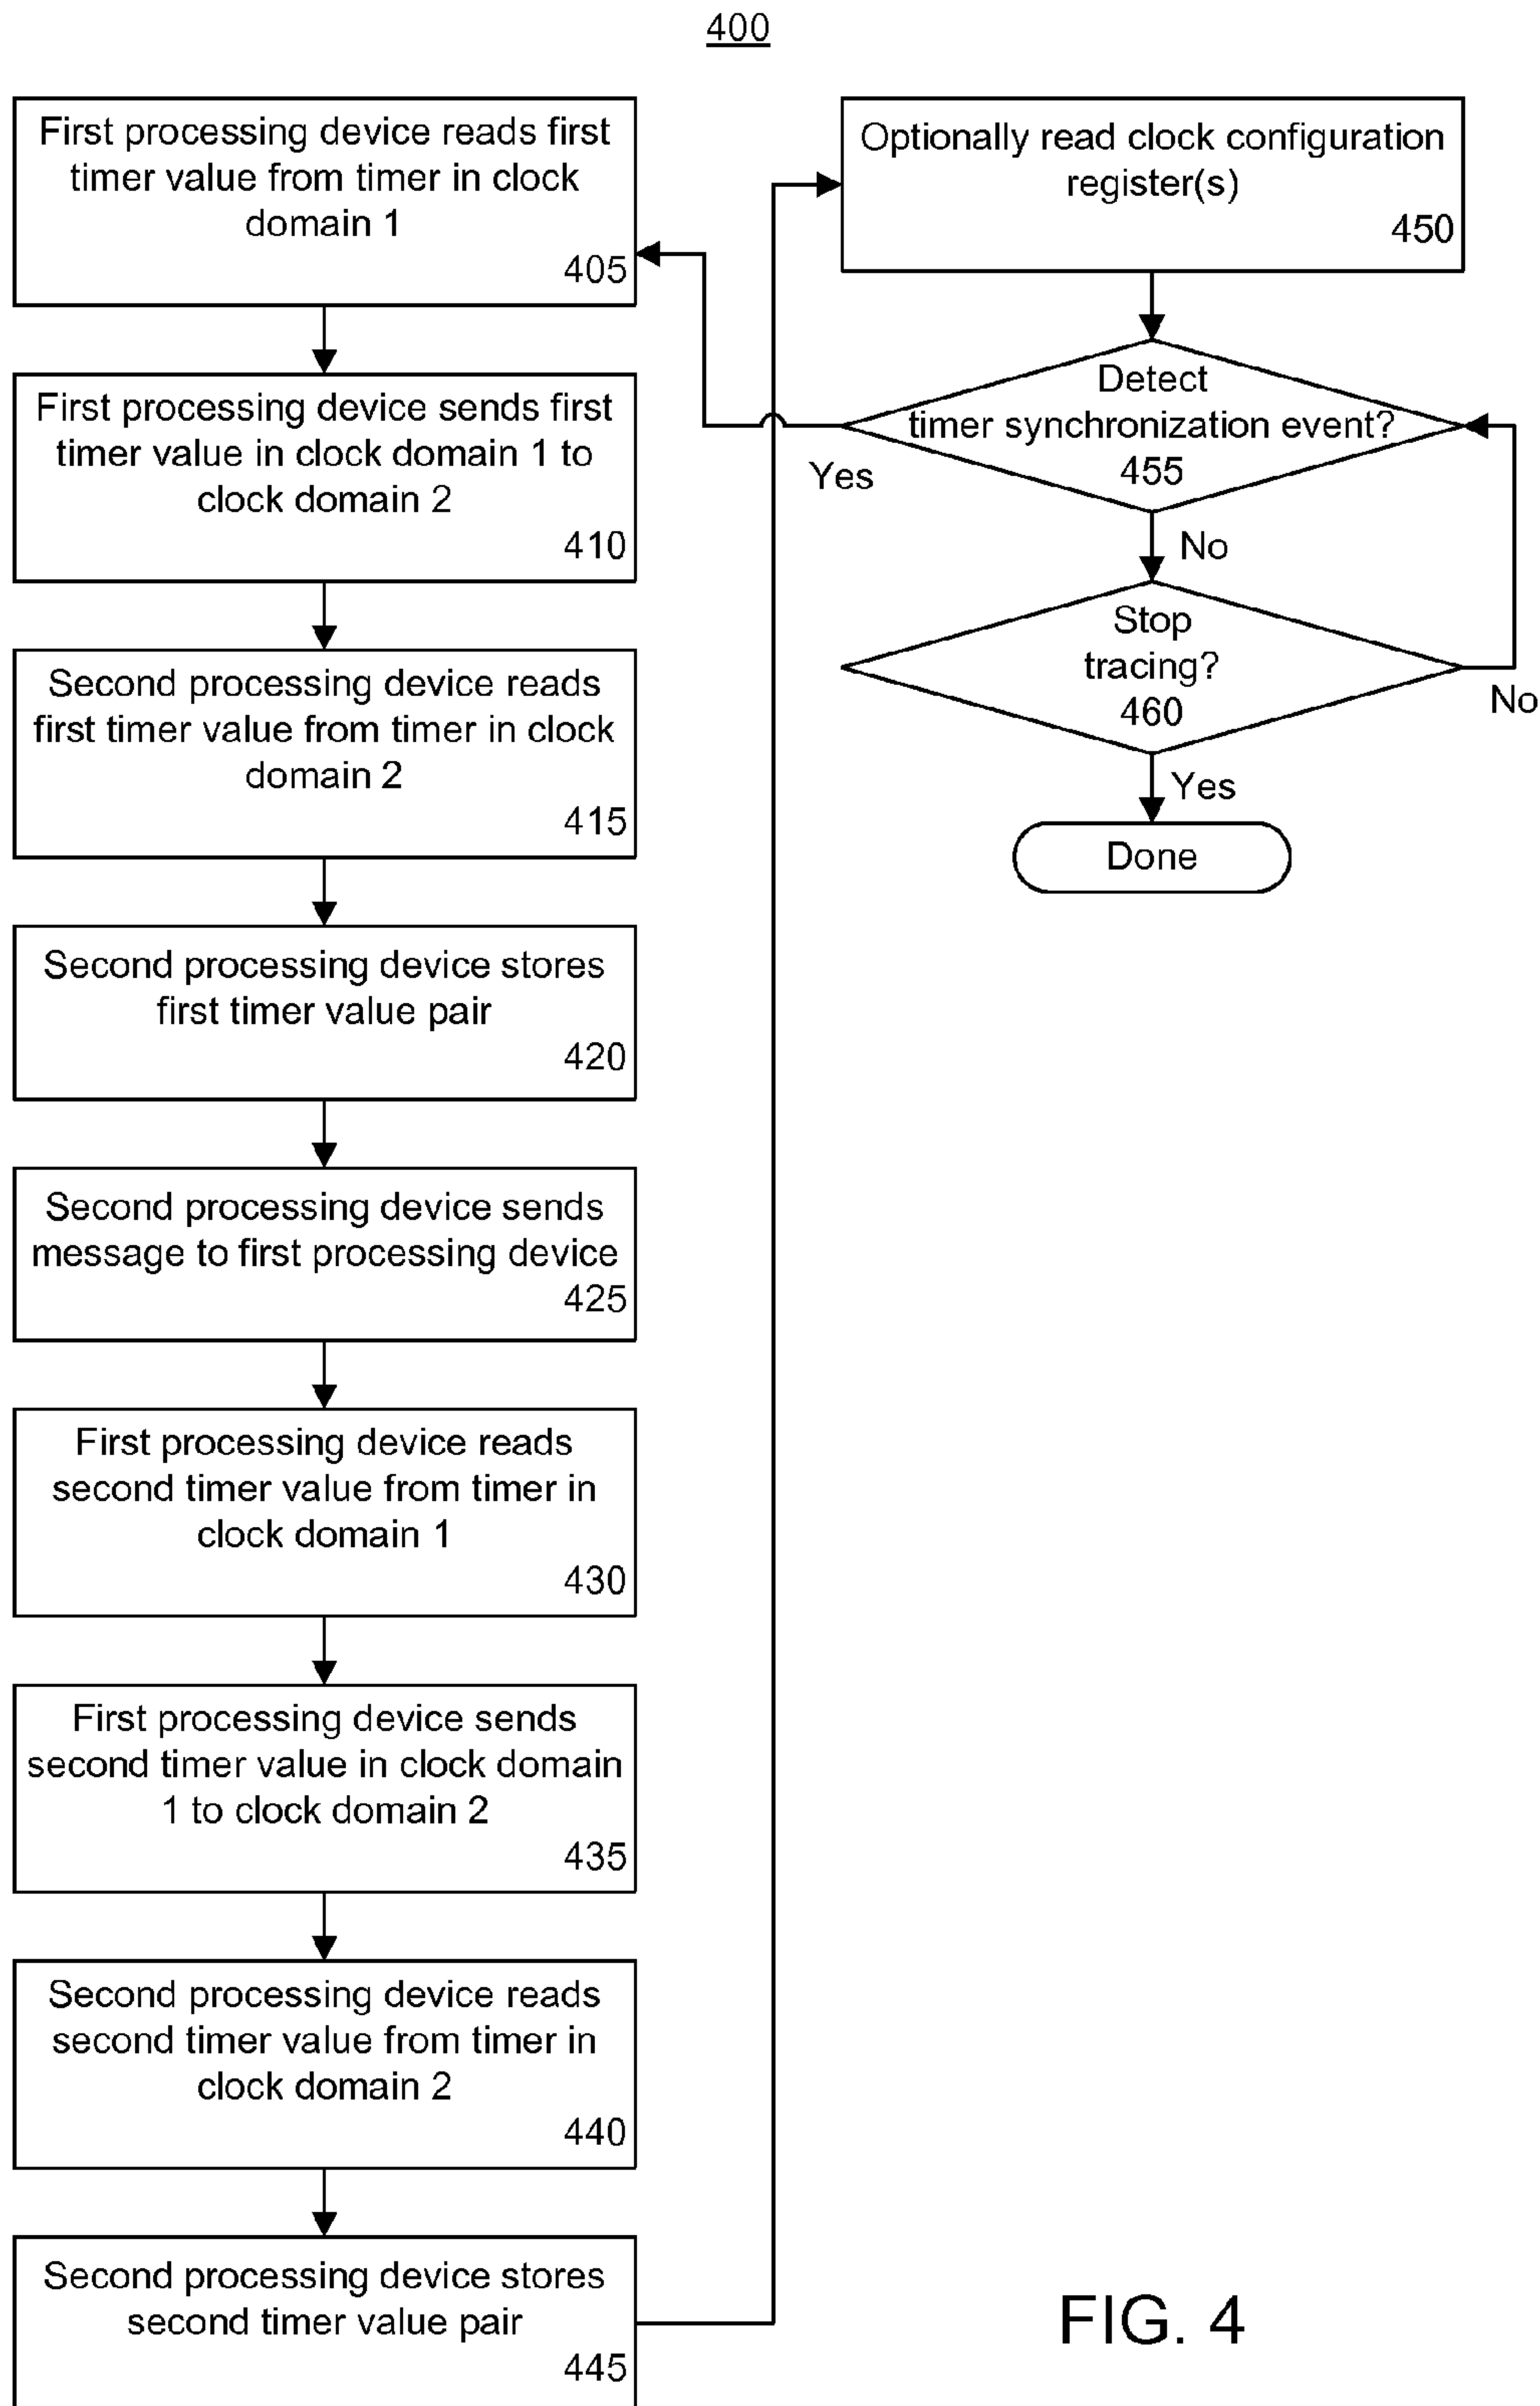 400
First processing device reads first
timer value from timer in clock
domain 1
405
First processing device sends first
timer value in clock domain 1 to
clock domain 2
410
Second processing device reads
first timer value from timer in clock
domain 2
415
Second processing device stores
first timer value pair
420
Second processing device sends
message to first processing device
425
First processing device reads
second timer value from timer in
clock domain 1
430
First processing device sends
second timer value in clock domain
1 to clock domain 2
435
Second processing device reads
second timer value from timer in
clock domain 2
440
Second processing device stores
second timer value pair
445
Optionally read clock configuration
register(s)
450
Detect
timer synchronization event?
455
Yes
No
Stop
tracing?
460
No
Yes
Done
FIG. 4